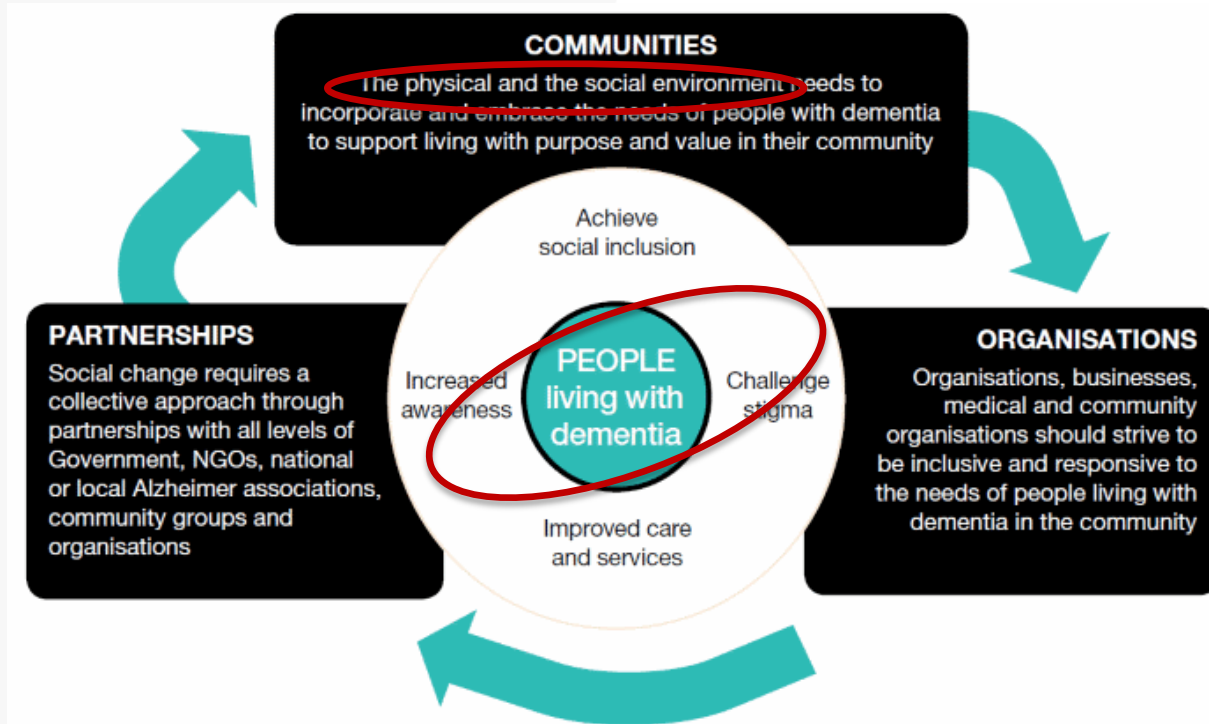 COMMUNITIES
The physical and the social environment needs to
incorporate and embrace the needs of people with dementia
to support living with purpose and value in their community
Achieve
social inclusion
PARTNERSHIPS
Social change requires a
collective approach through
partnerships with all levels of
Government, NGOs, national
or local Alzheimer associations,
community groups and
organisations
Increased
awareness
PEOPLE
living with
dementia
Challenge
stigma
Improved care
and services
ORGANISATIONS
Organisations, businesses,
medical and community
organisations should strive to
be inclusive and responsive to
the needs of people living with
dementia in the community